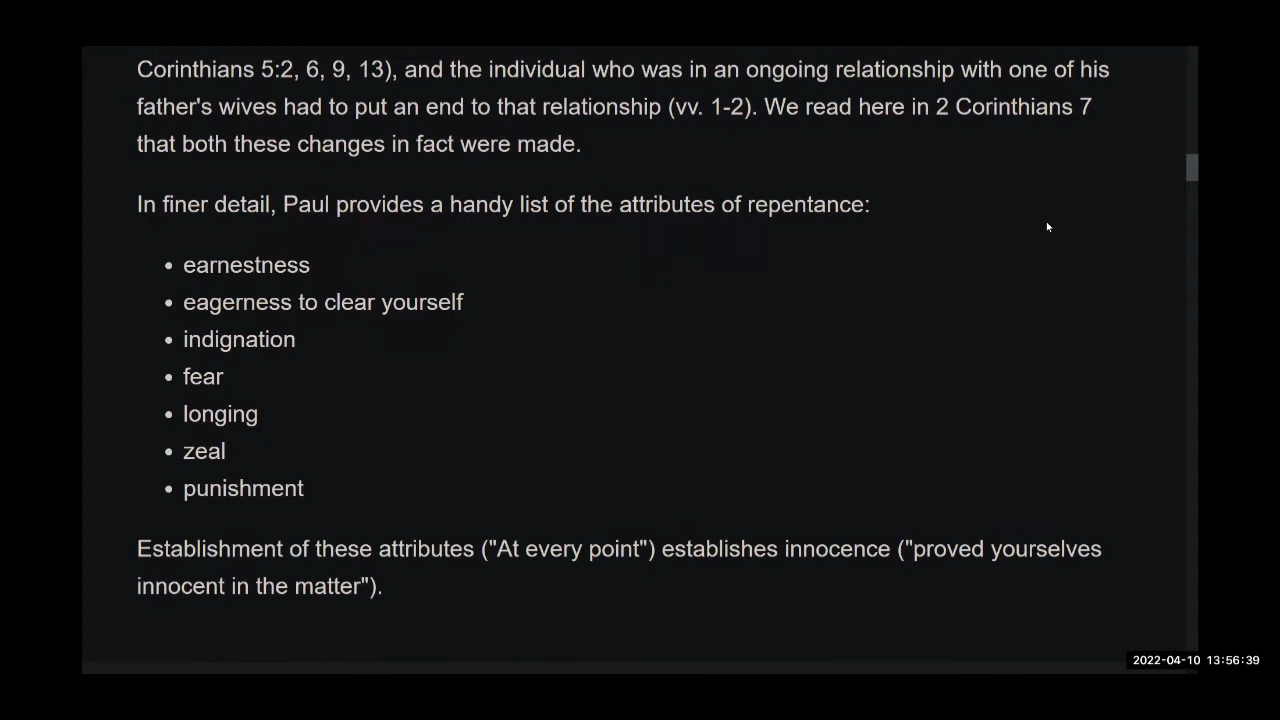 Corinthians 5:2, 6, 9, 13), and the individual who was in an ongoing relationship with one of his
father's wives had to put an end to that relationship (vv. 1-2). We read here in 2 Corinthians 7
that both these changes in fact were made.
In finer detail, Paul provides a handy list of the attributes of repentance:
• earnestness
• eagerness to clear yourself
• indignation
• fear
• longing
• zeal
• punishment
Establishment of these attributes ("At every point") establishes innocence ("proved yourselves
innocent in the matter").
2022-04-10 13:56:39